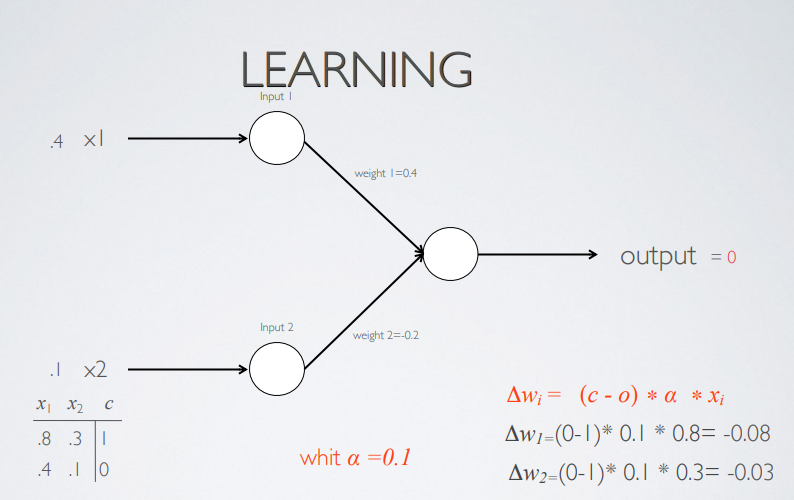 LEARNING
Input 1
.4 x1
weight 1=0.4
output = 0
Input 2
weight 2=-0.2
.1 x2
x₁ x₂ c
.8 .3 1
.4 .1 0
whit α =0.1
Δwᵢ = (c - o) * α * xᵢ
Δw₁=(0-1)* 0.1 * 0.8= -0.08
Δw₂=(0-1)* 0.1 * 0.3= -0.03